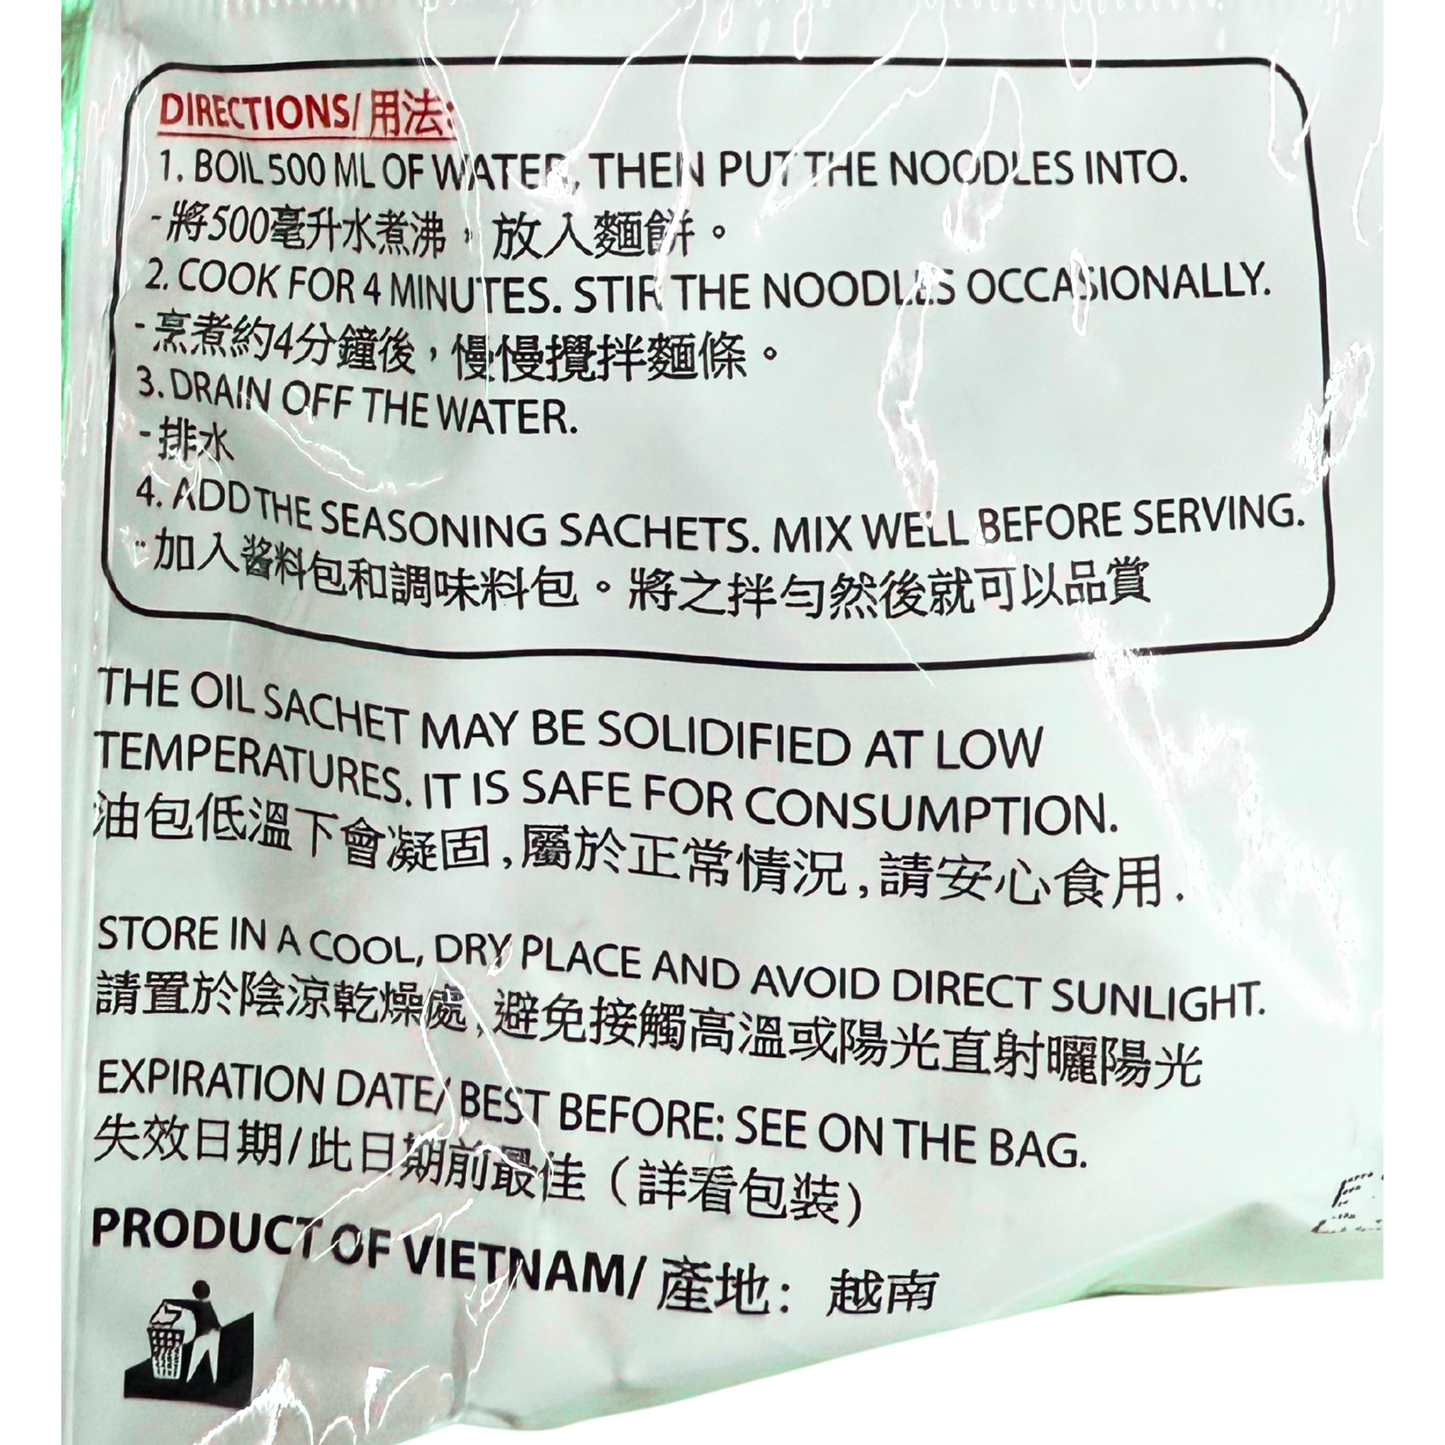 DIRECTIONS/ 用法:
1. BOIL 500 ML OF WATER, THEN PUT THE NOODLES INTO.
- 將500毫升水煮沸，放入麵餅。
2. COOK FOR 4 MINUTES. STIR THE NOODLES OCCASIONALLY.
- 烹煮約4分鐘後，慢慢攪拌麵條。
3. DRAIN OFF THE WATER.
- 排水
4. ADD THE SEASONING SACHETS. MIX WELL BEFORE SERVING.
- 加入醬料包和調味料包。將之拌勻然後就可以品賞
THE OIL SACHET MAY BE SOLIDIFIED AT LOW
TEMPERATURES. IT IS SAFE FOR CONSUMPTION.
油包低溫下會凝固,屬於正常情況,請安心食用.
STORE IN A COOL, DRY PLACE AND AVOID DIRECT SUNLIGHT.
請置於陰涼乾燥處,避免接觸高溫或陽光直射曬陽光
EXPIRATION DATE/ BEST BEFORE: SEE ON THE BAG.
失效日期/此日期前最佳（詳看包裝）
PRODUCT OF VIETNAM/ 產地：越南